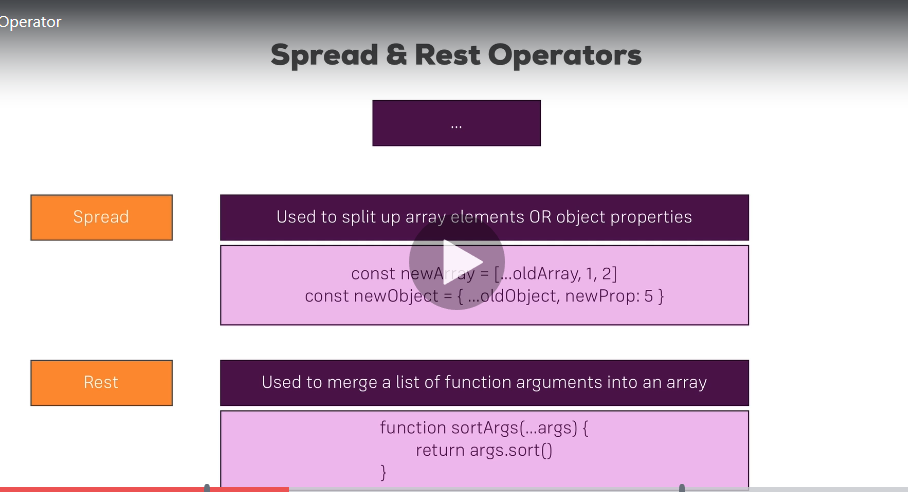 Operator
Spread & Rest Operators
...
Spread
Used to split up array elements OR object properties
const newArray = [...oldArray, 1, 2]
const newObject = { ...oldObject, newProp: 5 }
Rest
Used to merge a list of function arguments into an array
function sortArgs(...args) {
return args.sort()
}